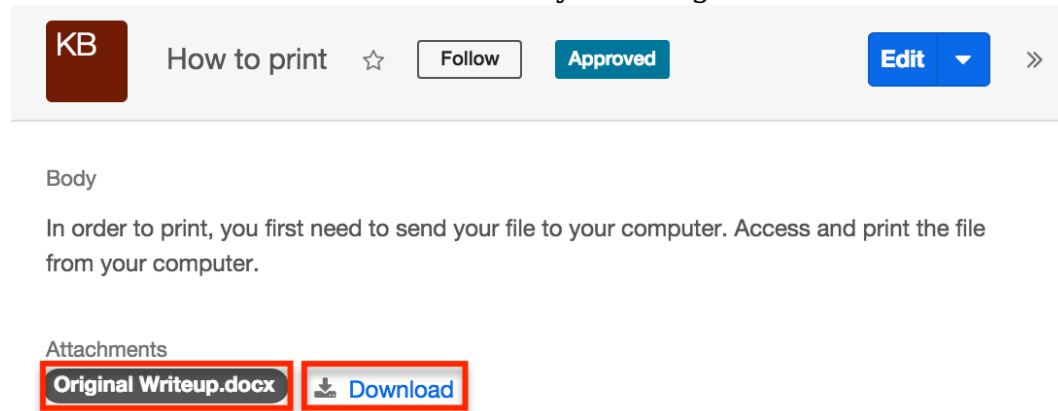 KB
How to print Follow Approved Edit
Body
In order to print, you first need to send your file to your computer. Access and print the file
from your computer.
Attachments
Original Writeup.docx Download